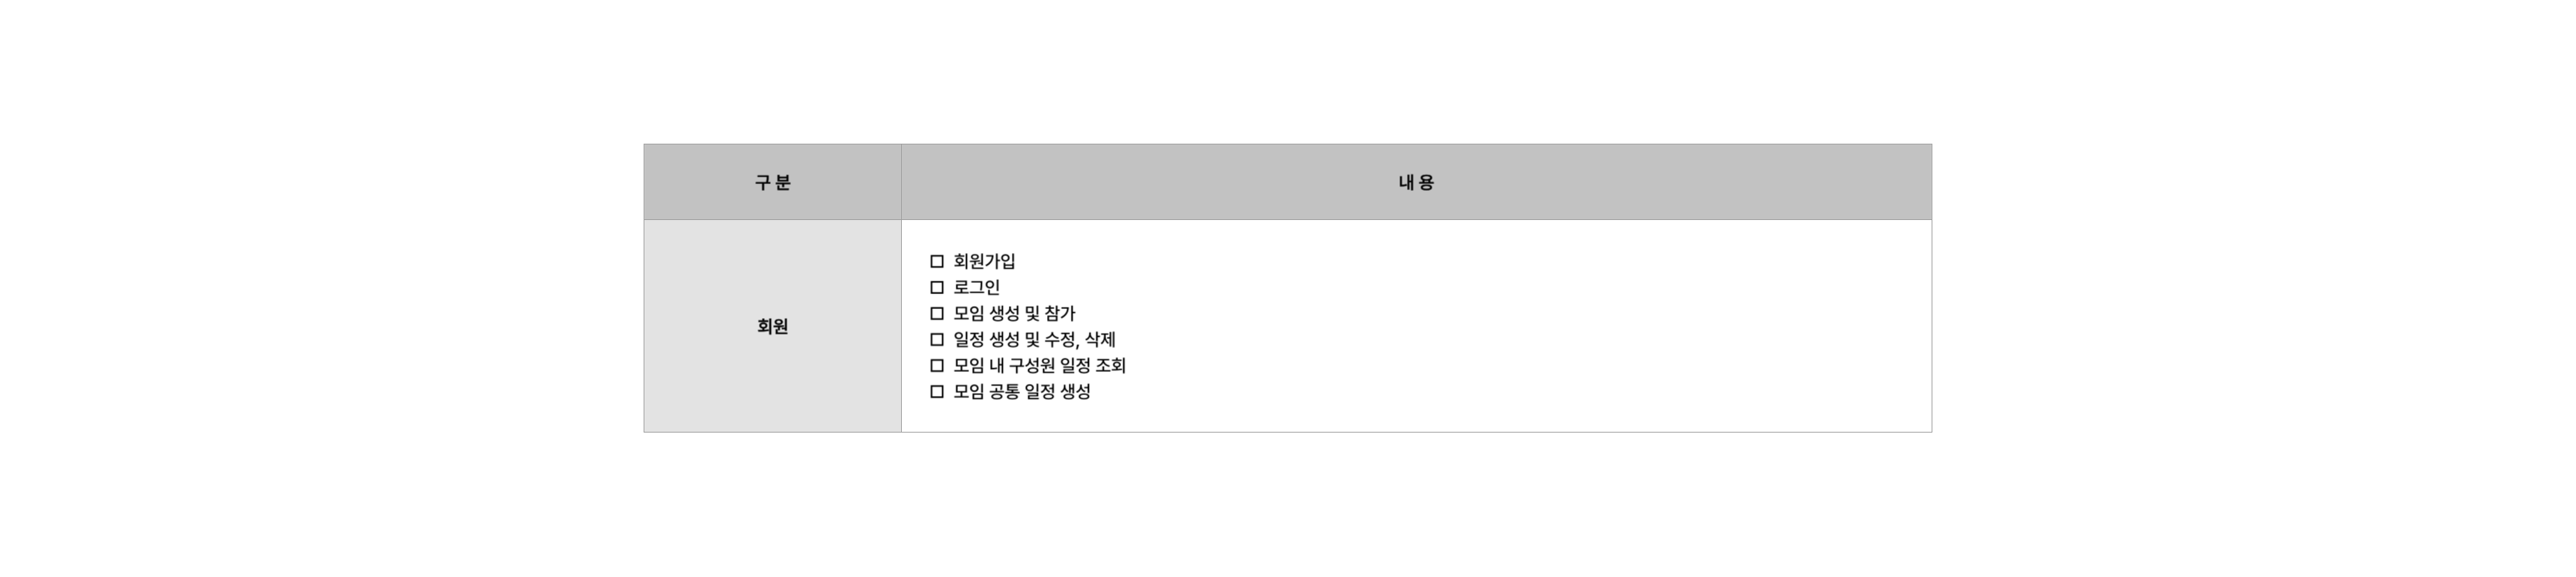 구 분
내 용
회원
□ 회원가입
□ 로그인
□ 모임 생성 및 참가
□ 일정 생성 및 수정, 삭제
□ 모임 내 구성원 일정 조회
□ 모임 공통 일정 생성